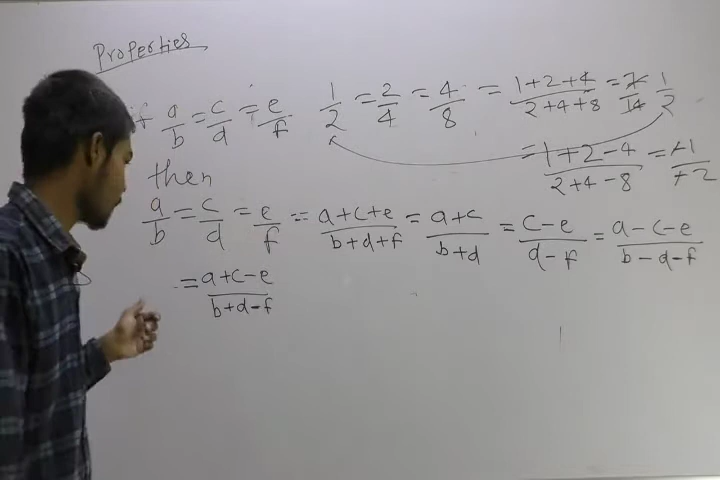 Properties
if a/b = c/d = e/f 1/2 = 2/4 = 4/8 = (1+2+4)/(2+4+8) = 7/14 1/2
= (1+2-4)/(2+4-8) = -1/-2
then
a/b = c/d = e/f = (a+c+e)/(b+d+f) = (a+c)/(b+d) = (c-e)/(d-f) = (a-c-e)/(b-d-f)
= (a+c-e)/(b+d-f)